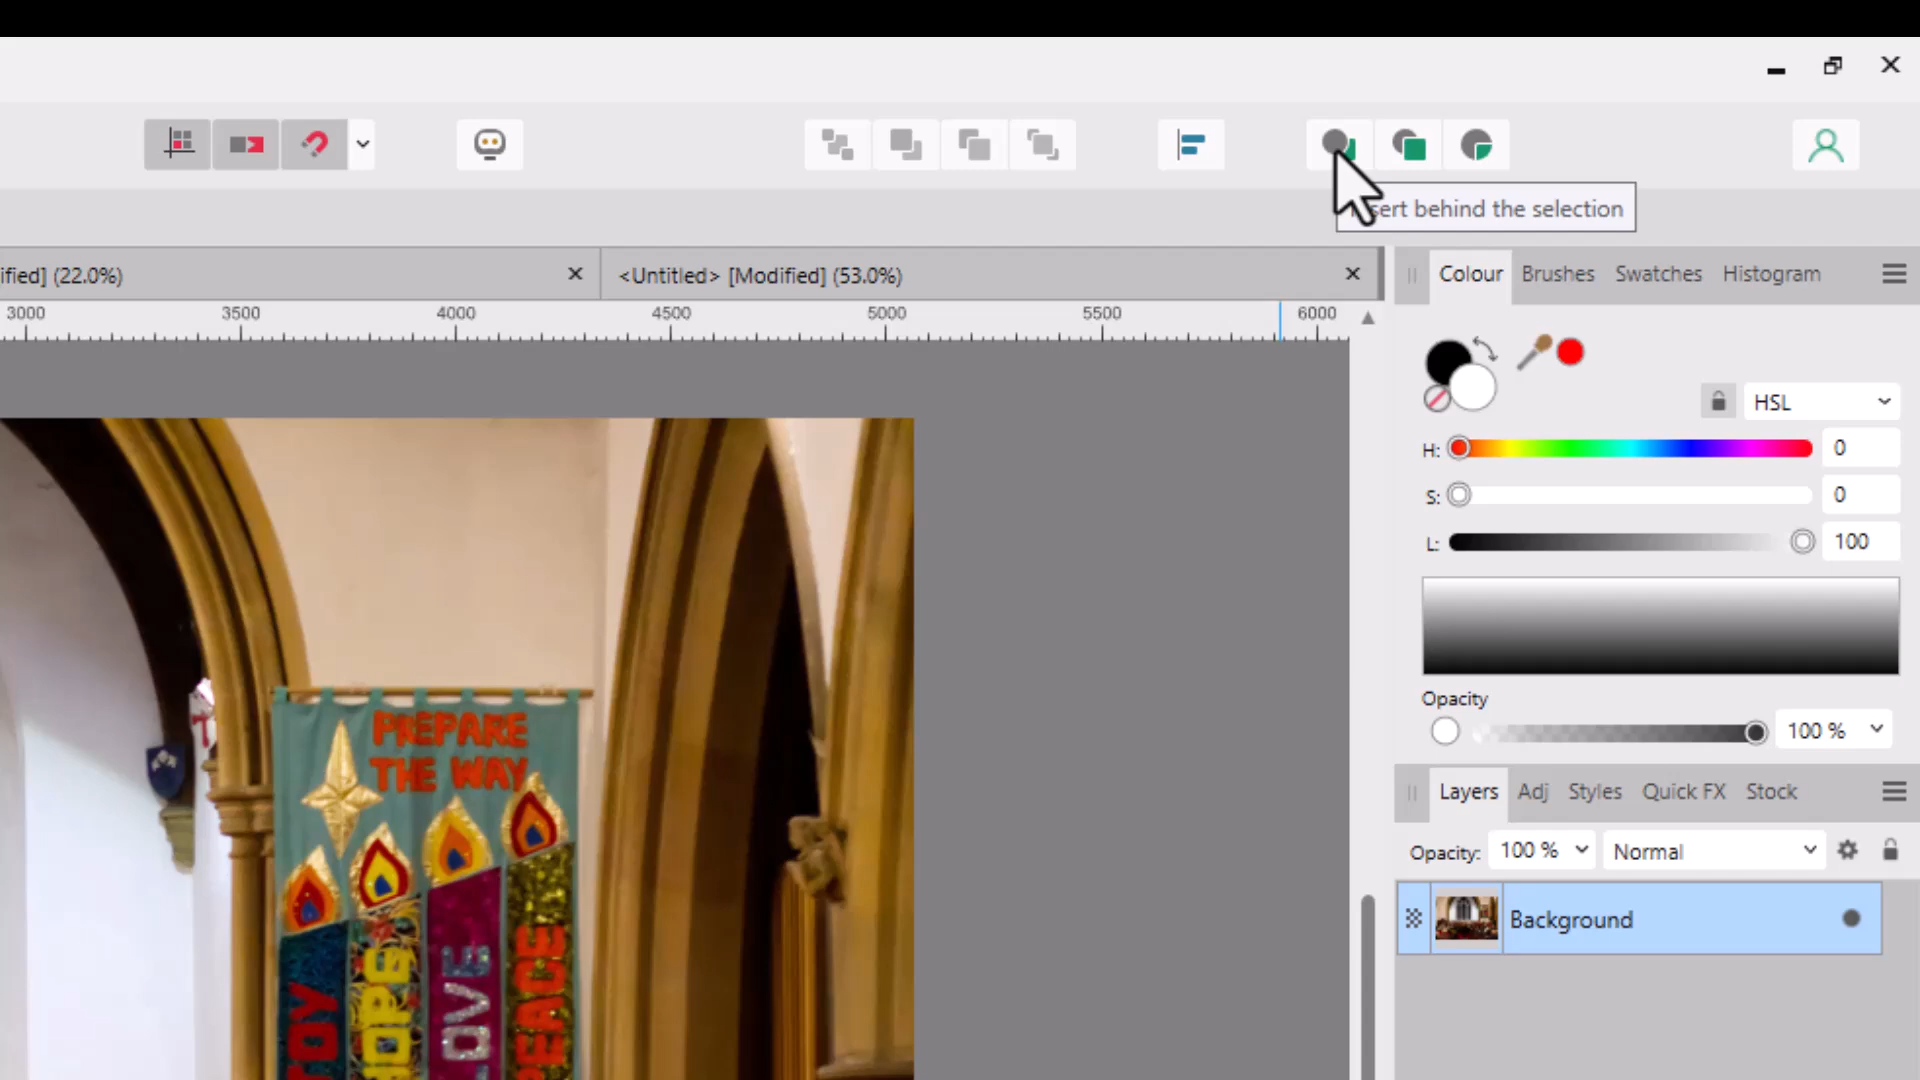 sert behind the selection
ified] (22.0%)
<Untitled> [Modified] (53.0%)
3000 3500 4000 4500 5000 5500 6000
Colour Brushes Swatches Histogram
HSL
H: 0
S: 0
L: 100
Opacity
100 %
Layers Adj Styles Quick FX Stock
Opacity: 100 % Normal
Background
PREPARE
THE WAY
JOY HOPE LOVE PEACE